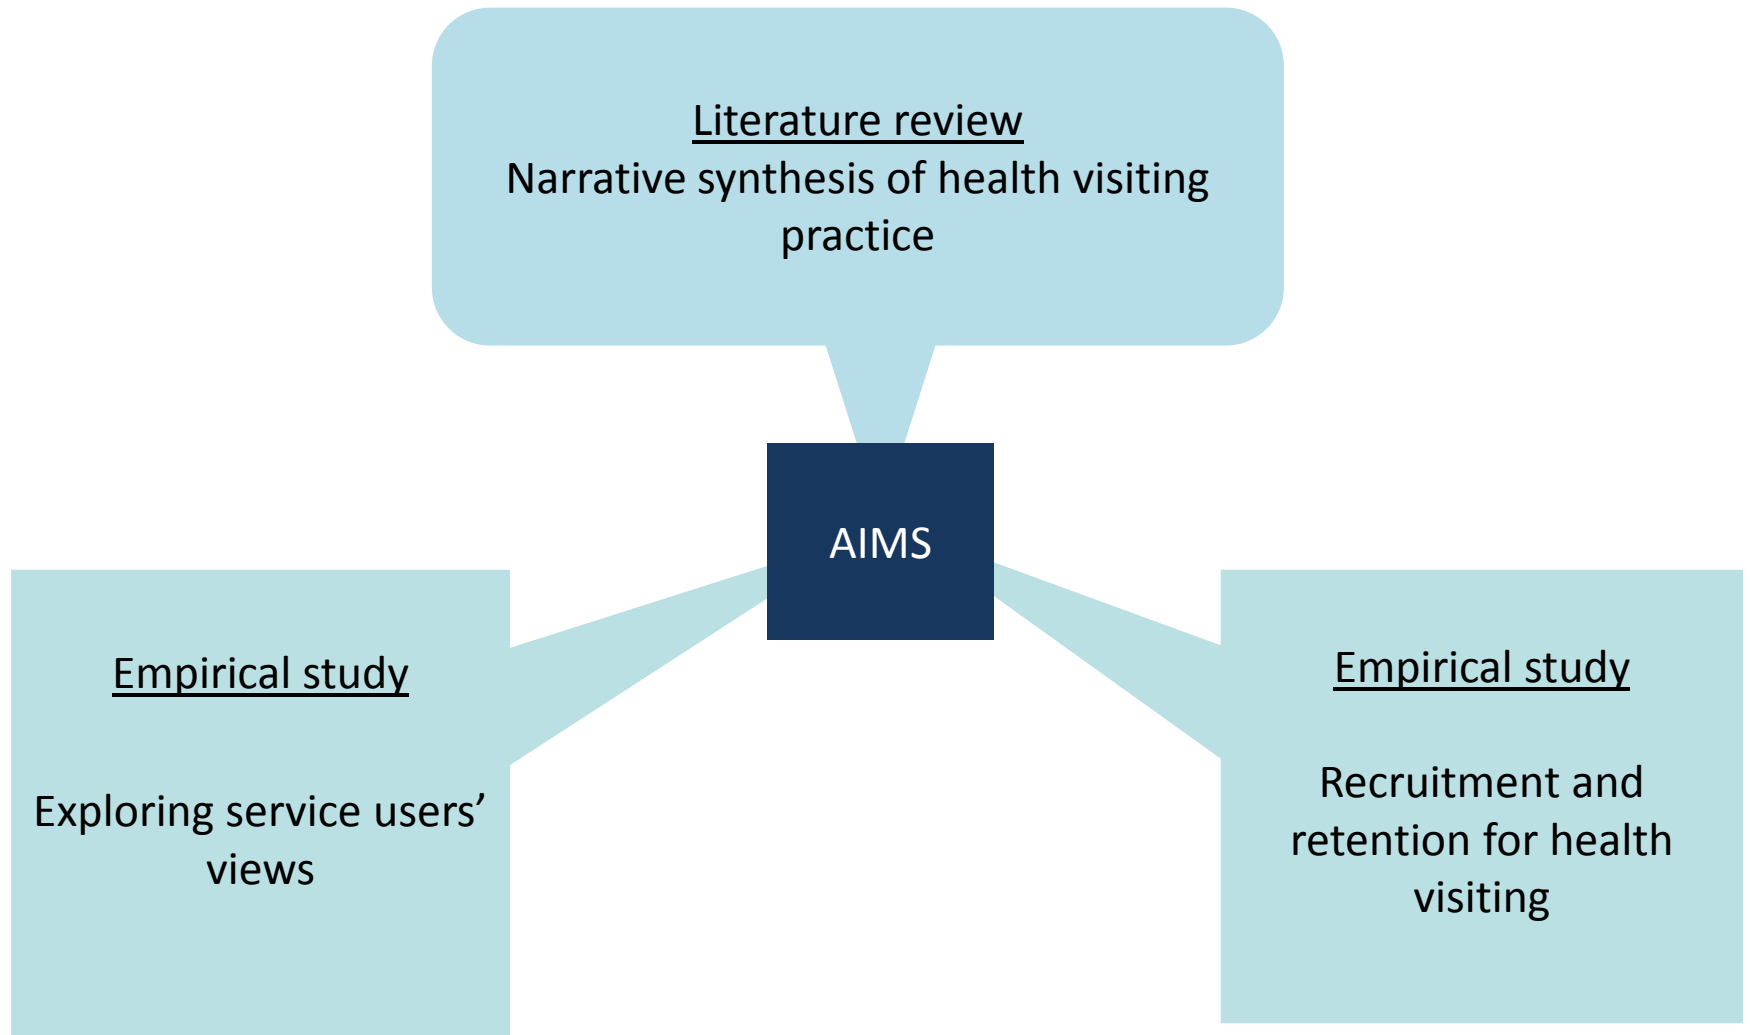 Literature review
Narrative synthesis of health visiting
practice
AIMS
Empirical study
Exploring service users’
views
Empirical study
Recruitment and
retention for health
visiting